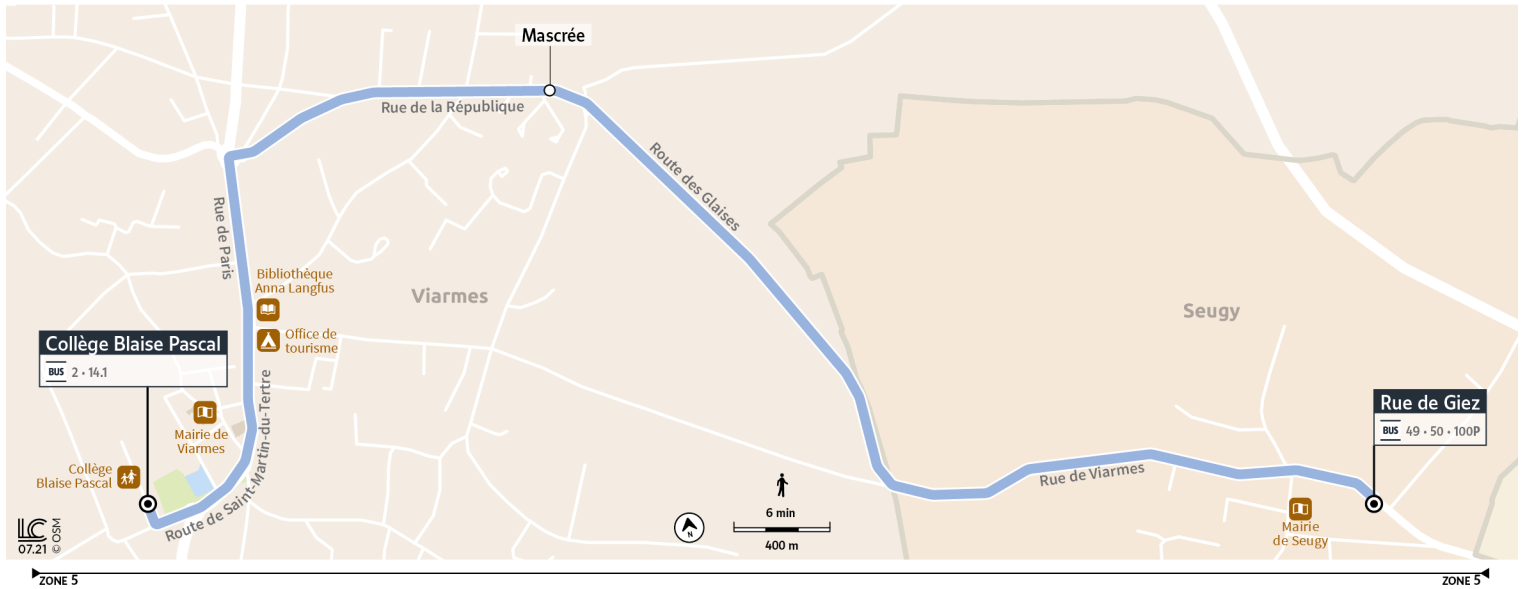 Mascrée
Rue de la République
Route des Glaises
Rue de Paris
Bibliothèque
Anna Langfus
Office de
tourisme
Viarmes
Seugy
Collège Blaise Pascal
BUS 2 • 14.1
Mairie de
Viarmes
Collège
Blaise Pascal
Route de Saint-Martin-du-Tertre
Rue de Giez
BUS 49 • 50 • 100P
Rue de Viarmes
Mairie
de Seugy
N
6 min
400 m
LC
07.21
© OSM
ZONE 5
ZONE 5